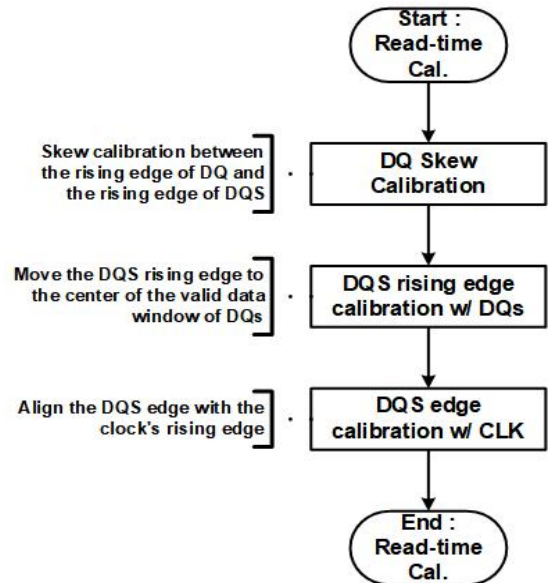 Start :
Read-time
Cal.
Skew calibration between
the rising edge of DQ and
the rising edge of DQS
DQ Skew
Calibration
Move the DQS rising edge to
the center of the valid data
window of DQs
DQS rising edge
calibration w/ DQs
Align the DQS edge with the
clock's rising edge
DQS edge
calibration w/ CLK
End :
Read-time
Cal.